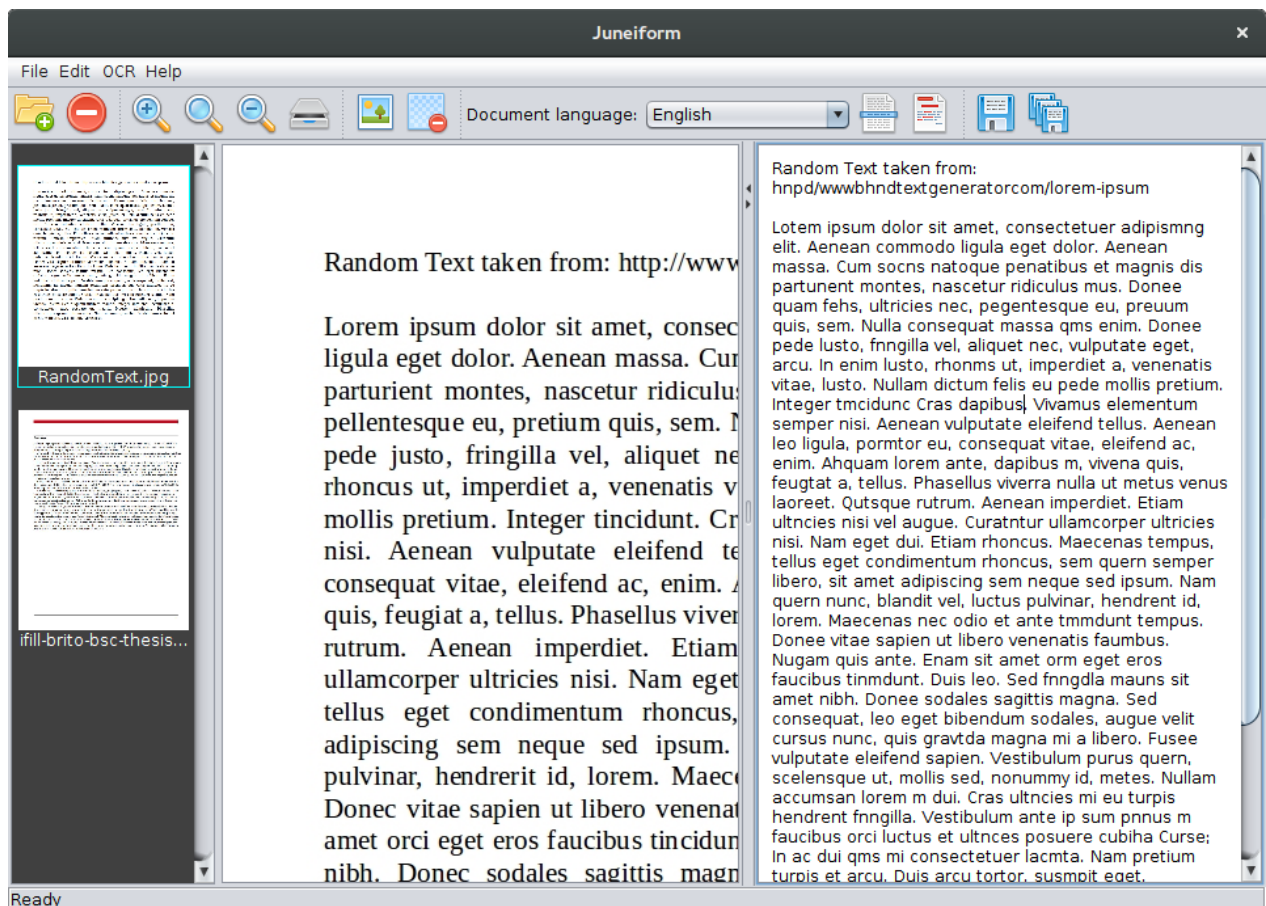 Juneiform
File Edit OCR Help
Document language: English
RandomText.jpg
ifill-brito-bsc-thesis...
Random Text taken from: http://www
Lorem ipsum dolor sit amet, consec
ligula eget dolor. Aenean massa. Cum
parturient montes, nascetur ridiculus
pellentesque eu, pretium quis, sem. N
pede justo, fringilla vel, aliquet ne
rhoncus ut, imperdiet a, venenatis v
mollis pretium. Integer tincidunt. Cr
nisi. Aenean vulputate eleifend te
consequat vitae, eleifend ac, enim. A
quis, feugiat a, tellus. Phasellus viver
rutrum. Aenean imperdiet. Etiam
ullamcorper ultricies nisi. Nam eget
tellus eget condimentum rhoncus,
adipiscing sem neque sed ipsum.
pulvinar, hendrerit id, lorem. Maece
Donec vitae sapien ut libero venenat
amet orci eget eros faucibus tincidun
nibh. Donec sodales sagittis magn
Random Text taken from:
hnpd/wwwbhndtextgeneratorcom/lorem-ipsum
Lotem ipsum dolor sit amet, consectetuer adipismng
elit. Aenean commodo ligula eget dolor. Aenean
massa. Cum socns natoque penatibus et magnis dis
partunent montes, nascetur ridiculus mus. Donee
quam fehs, ultricies nec, pegentesque eu, preuum
quis, sem. Nulla consequat massa qms enim. Donee
pede lusto, fnngilla vel, aliquet nec, vulputate eget,
arcu. In enim lusto, rhonms ut, imperdiet a, venenatis
vitae, lusto. Nullam dictum felis eu pede mollis pretium.
Integer tmcidunc Cras dapibus. Vivamus elementum
semper nisi. Aenean vulputate eleifend tellus. Aenean
leo ligula, pormtor eu, consequat vitae, eleifend ac,
enim. Ahquam lorem ante, dapibus m, vivena quis,
feugtat a, tellus. Phasellus viverra nulla ut metus venus
laoreet. Qutsque rutrum. Aenean imperdiet. Etiam
ultncies nisi vel augue. Curatntur ullamcorper ultricies
nisi. Nam eget dui. Etiam rhoncus. Maecenas tempus,
tellus eget condimentum rhoncus, sem quern semper
libero, sit amet adipiscing sem neque sed ipsum. Nam
quern nunc, blandit vel, luctus pulvinar, hendrent id,
lorem. Maecenas nec odio et ante tmmdunt tempus.
Donee vitae sapien ut libero venenatis faumbus.
Nugam quis ante. Enam sit amet orm eget eros
faucibus tinmdunt. Duis leo. Sed fnngdla mauns sit
amet nibh. Donee sodales sagittis magna. Sed
consequat, leo eget bibendum sodales, augue velit
cursus nunc, quis gravtda magna mi a libero. Fusee
vulputate eleifend sapien. Vestibulum purus quern,
scelensque ut, mollis sed, nonummy id, metes. Nullam
accumsan lorem m dui. Cras ultncies mi eu turpis
hendrent fnngilla. Vestibulum ante ip sum pnnus m
faucibus orci luctus et ultnces posuere cubiha Curse;
In ac dui qms mi consectetuer lacmta. Nam pretium
turpis et arcu. Duis arcu tortor, susmpit eget,
Ready